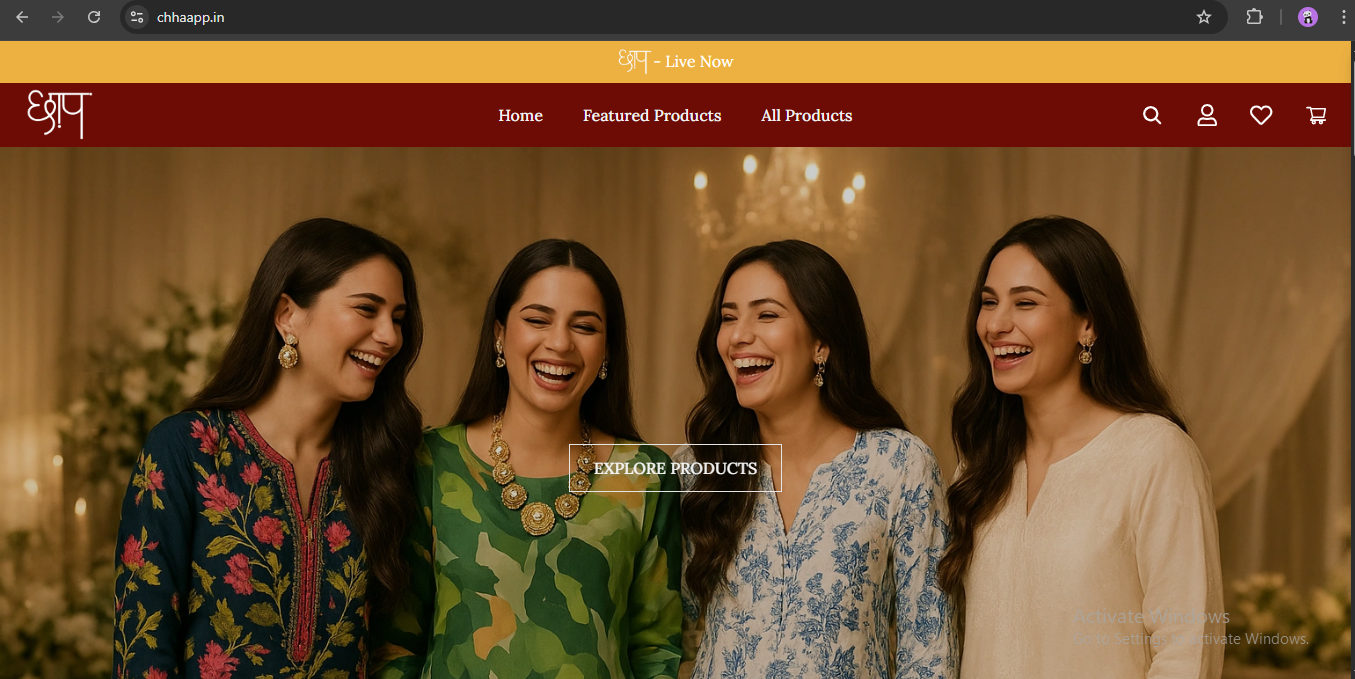 chhaapp.in
छाप - Live Now
छाप
Home Featured Products All Products
EXPLORE PRODUCTS
Activate Windows
Go to Settings to activate Windows.